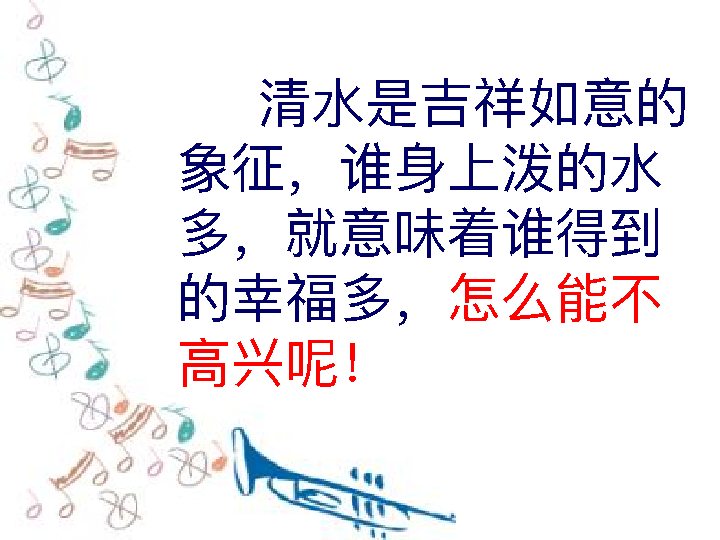 清水是吉祥如意的
象征，谁身上泼的水
多，就意味着谁得到
的幸福多，怎么能不
高兴呢！